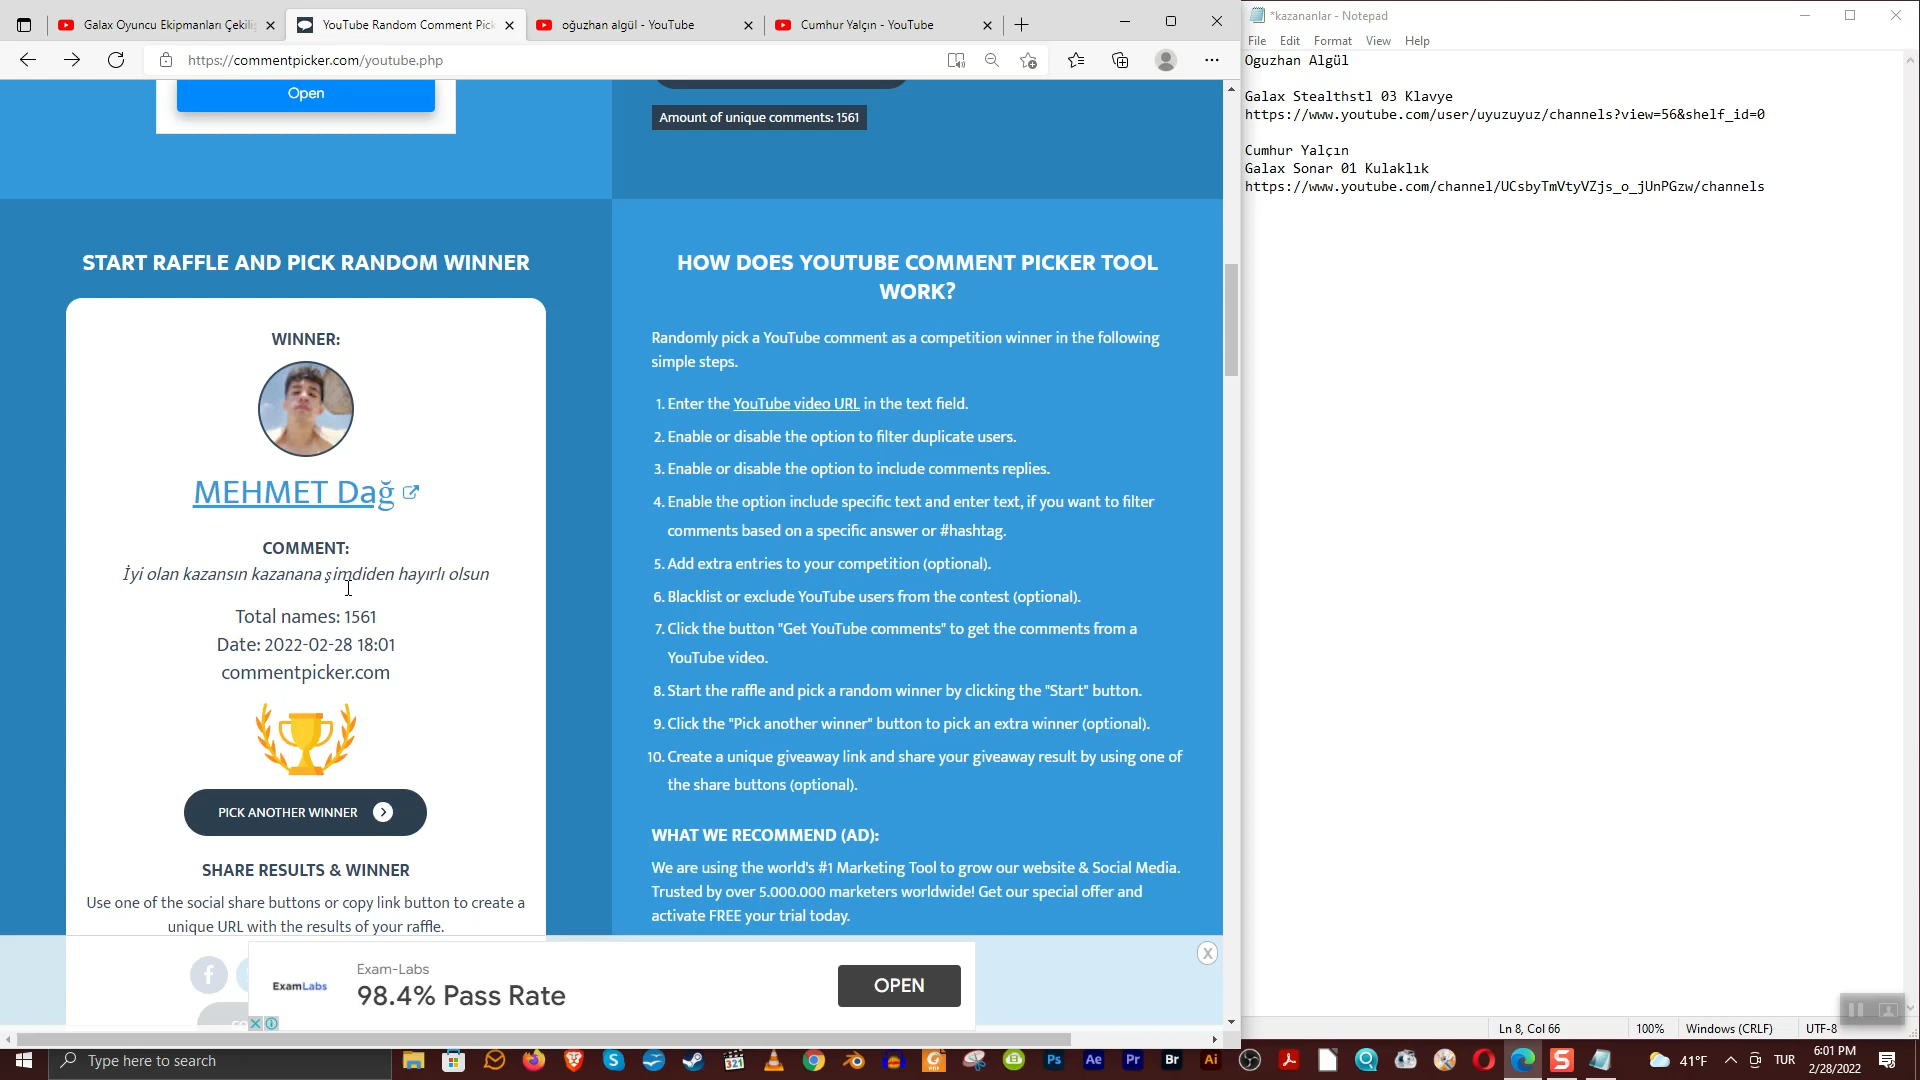 Galax Oyuncu Ekipmanları Çekiliş
YouTube Random Comment Pick
oğuzhan algül - YouTube
Cumhur Yalçın - YouTube
https://commentpicker.com/youtube.php
Open
Amount of unique comments: 1561
START RAFFLE AND PICK RANDOM WINNER
WINNER:
MEHMET Dağ
COMMENT:
İyi olan kazansın kazanana şimdiden hayırlı olsun
Total names: 1561
Date: 2022-02-28 18:01
commentpicker.com
PICK ANOTHER WINNER
SHARE RESULTS & WINNER
Use one of the social share buttons or copy link button to create a
unique URL with the results of your raffle.
HOW DOES YOUTUBE COMMENT PICKER TOOL
WORK?
Randomly pick a YouTube comment as a competition winner in the following
simple steps.
1. Enter the YouTube video URL in the text field.
2. Enable or disable the option to filter duplicate users.
3. Enable or disable the option to include comments replies.
4. Enable the option include specific text and enter text, if you want to filter
comments based on a specific answer or #hashtag.
5. Add extra entries to your competition (optional).
6. Blacklist or exclude YouTube users from the contest (optional).
7. Click the button "Get YouTube comments" to get the comments from a
YouTube video.
8. Start the raffle and pick a random winner by clicking the "Start" button.
9. Click the "Pick another winner" button to pick an extra winner (optional).
10. Create a unique giveaway link and share your giveaway result by using one of
the share buttons (optional).
WHAT WE RECOMMEND (AD):
We are using the world's #1 Marketing Tool to grow our website & Social Media.
Trusted by over 5.000.000 marketers worldwide! Get our special offer and
activate FREE your trial today.
ExamLabs
Exam-Labs
98.4% Pass Rate
OPEN
*kazananlar - Notepad
File Edit Format View Help
Oguzhan Algül
Galax Stealthstl 03 Klavye
https://www.youtube.com/user/uyuzuyuz/channels?view=56&shelf_id=0
Cumhur Yalçın
Galax Sonar 01 Kulaklık
https://www.youtube.com/channel/UCsbyTmVtyVZjs_o_jUnPGzw/channels
Ln 8, Col 66
100%
Windows (CRLF)
UTF-8
Type here to search
321
Ps
Ae
Pr
Br
Ai
41°F
TUR
6:01 PM
2/28/2022